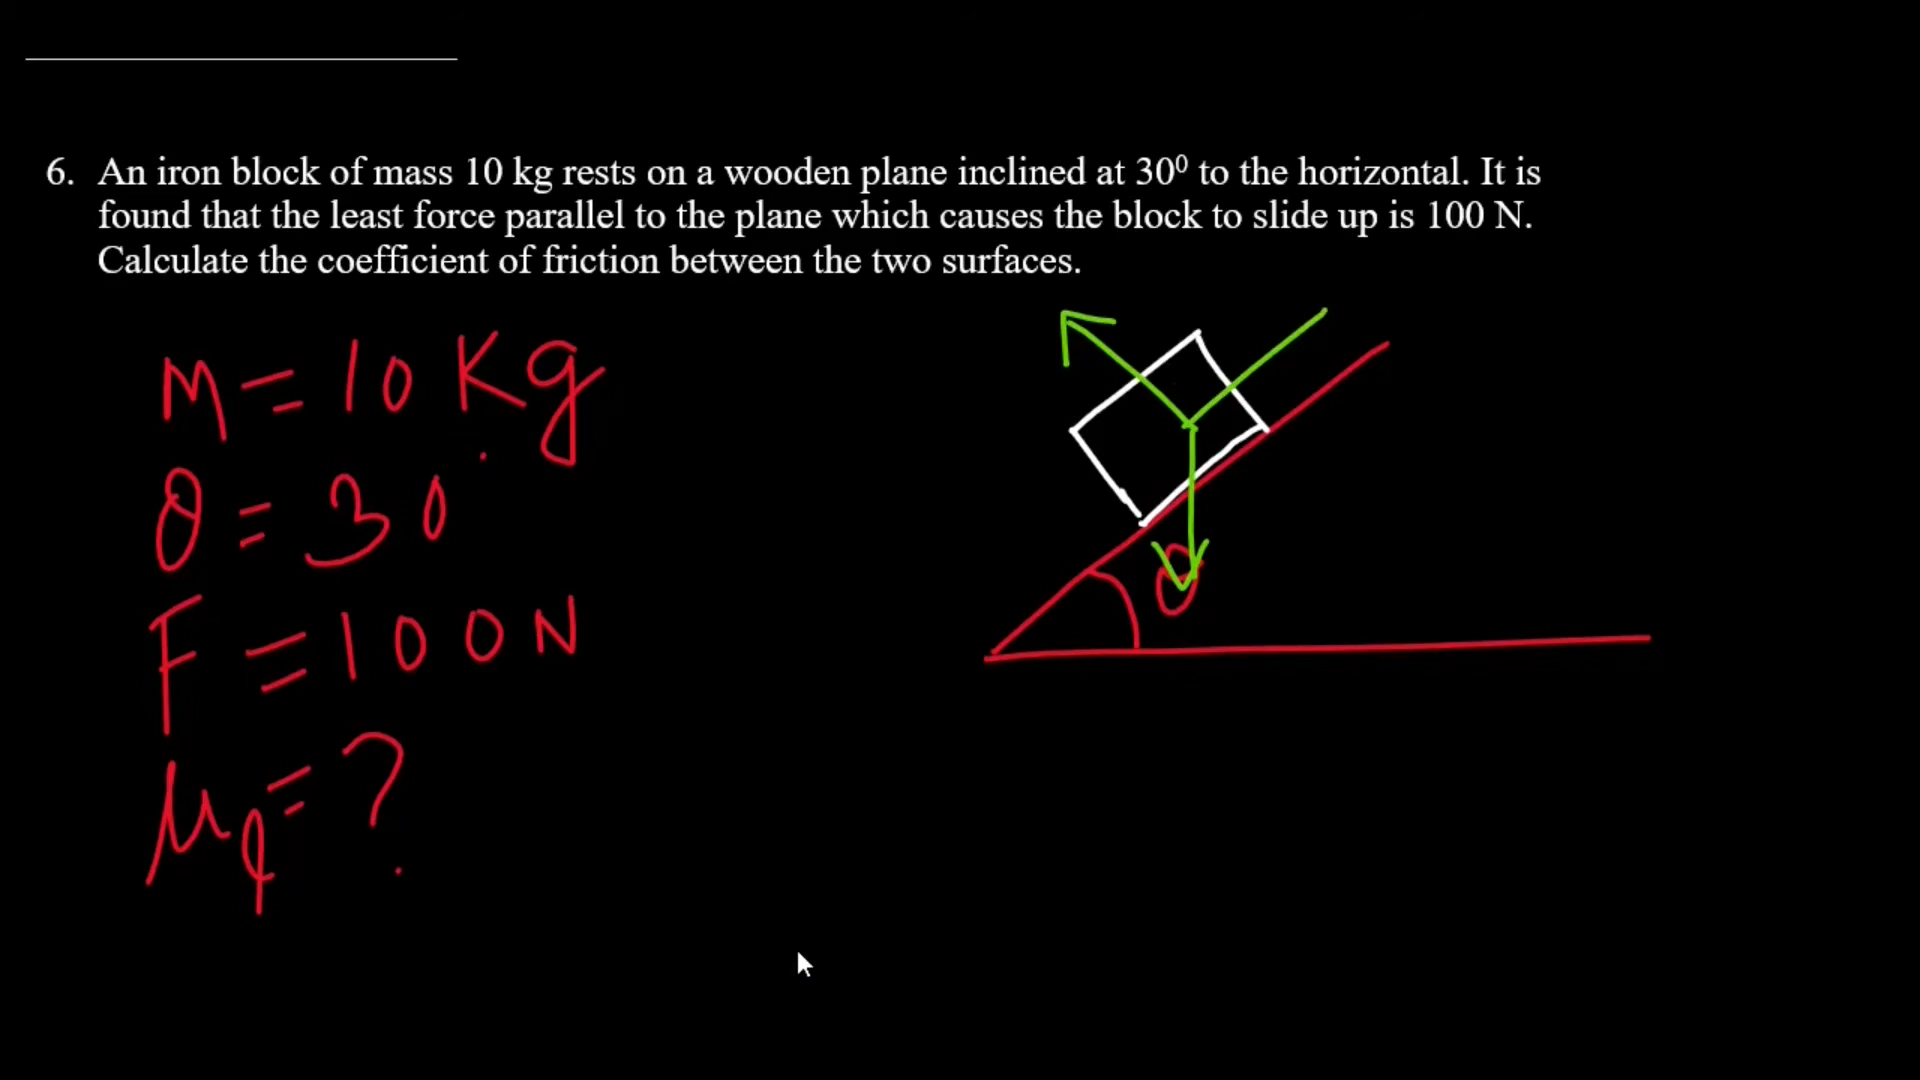 6. An iron block of mass 10 kg rests on a wooden plane inclined at 30⁰ to the horizontal. It is
found that the least force parallel to the plane which causes the block to slide up is 100 N.
Calculate the coefficient of friction between the two surfaces.
M = 10 Kg
θ = 30°
F = 100N
μf = ?
θ